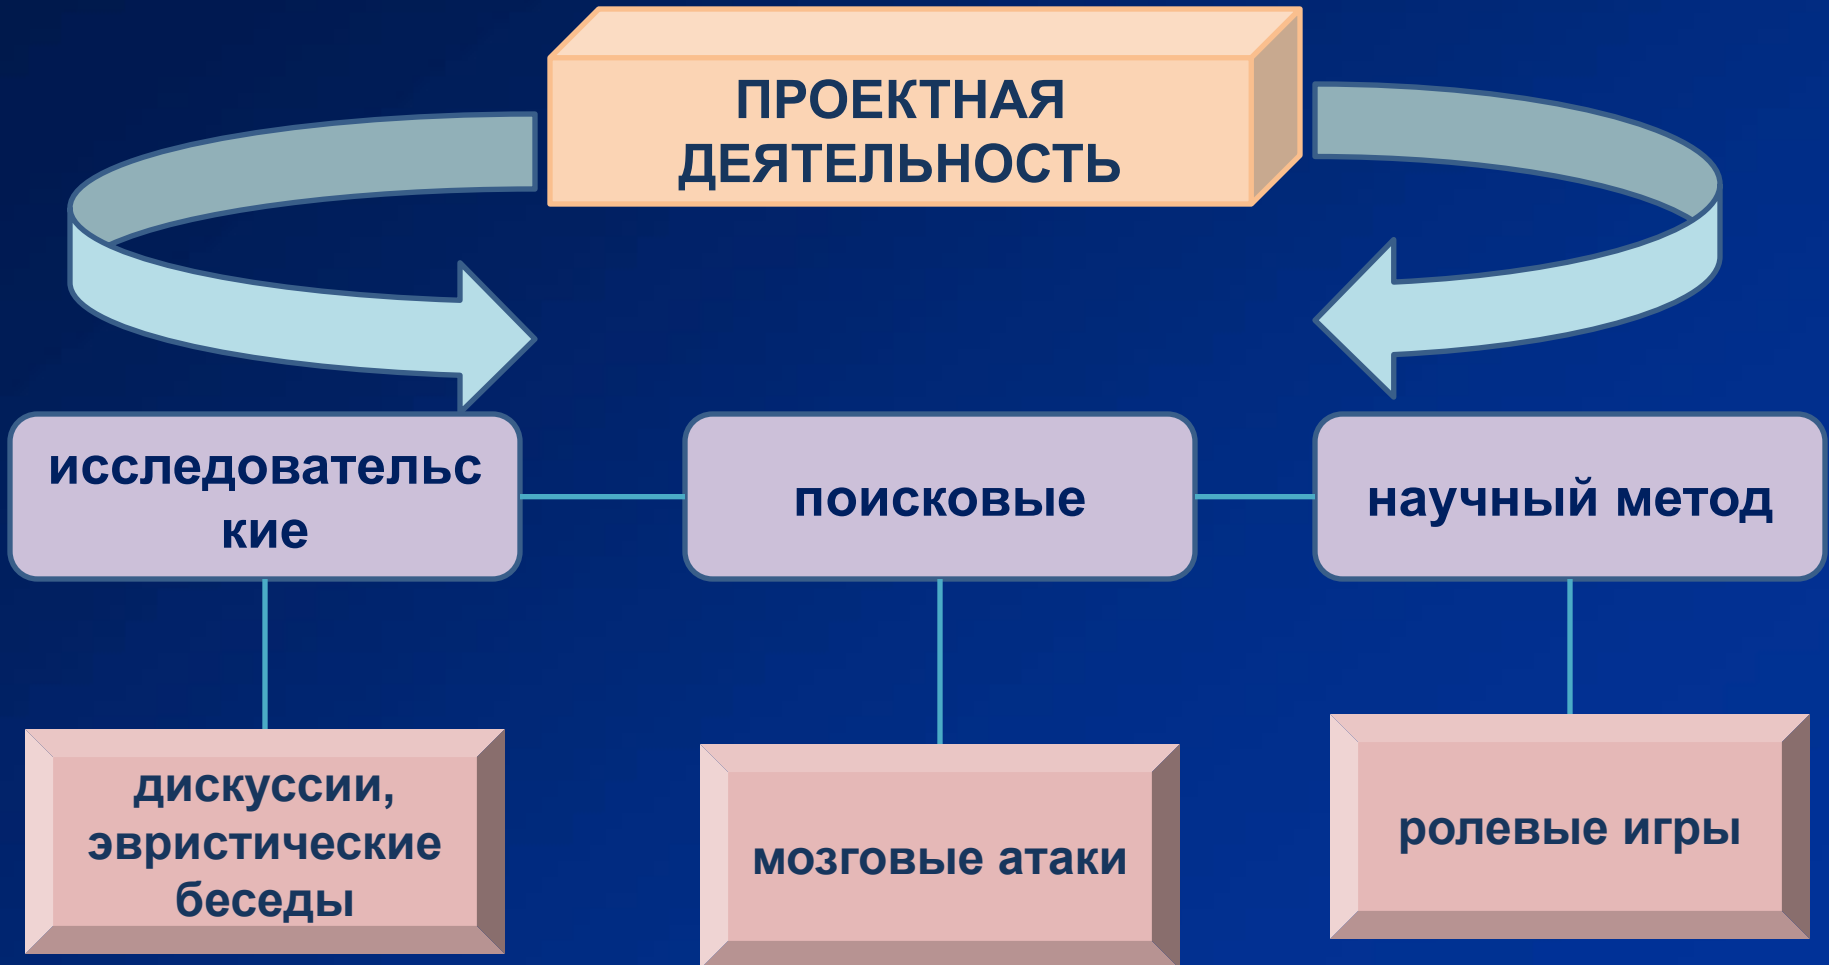 ПРОЕКТНАЯ
ДЕЯТЕЛЬНОСТЬ
исследовательс
кие
поисковые
научный метод
дискуссии,
эвристические
беседы
мозговые атаки
ролевые игры